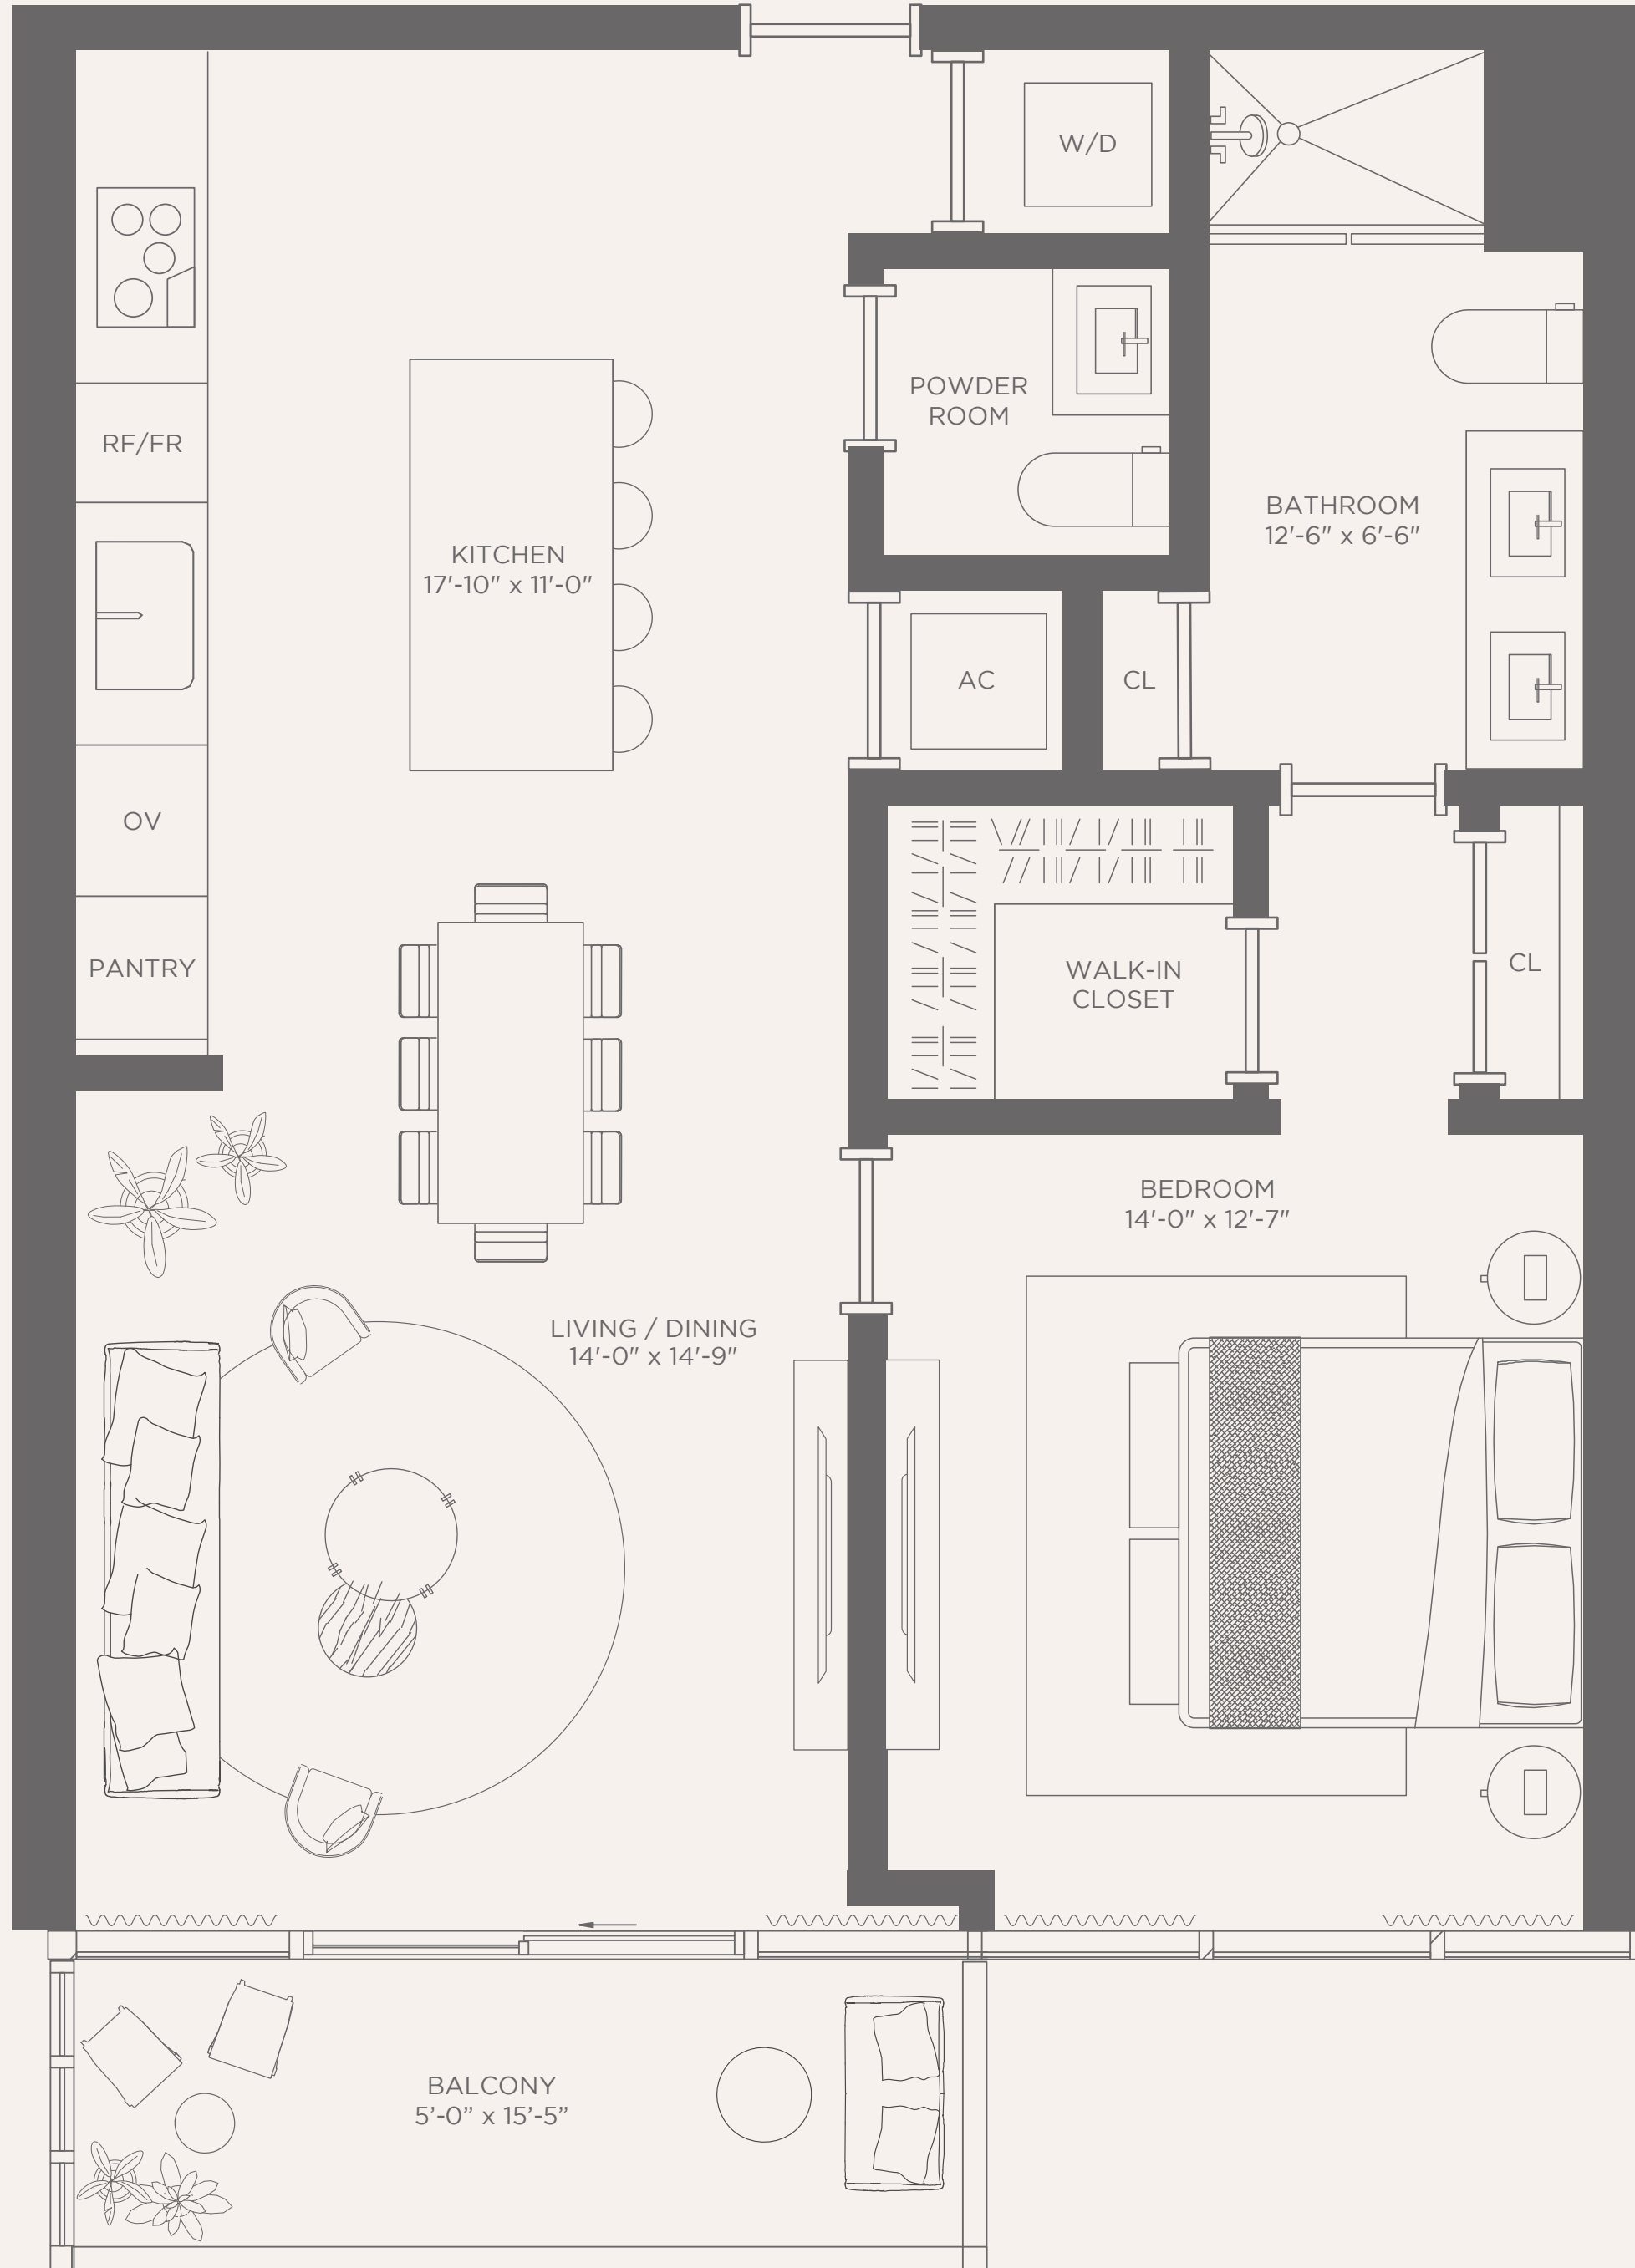 W/D
POWDER
ROOM
RF/FR
BATHROOM
12'-6" x 6'-6"
KITCHEN
17'-10" x 11'-0"
AC
CL
OV
PANTRY
WALK-IN
CLOSET
CL
BEDROOM
14'-0" x 12'-7"
LIVING / DINING
14'-0" x 14'-9"
BALCONY
5’-0” x 15’-5”